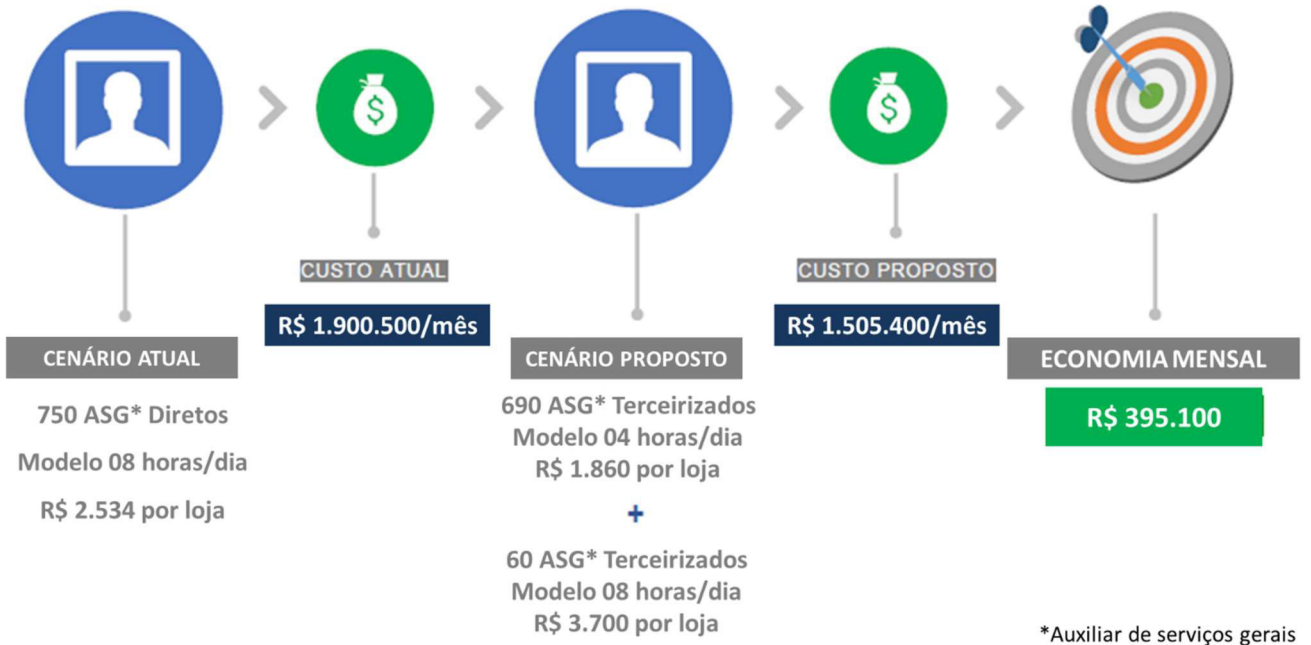 $
$
CUSTO ATUAL
R$ 1.900.500/mês
CUSTO PROPOSTO
R$ 1.505.400/mês
CENÁRIO ATUAL
750 ASG* Diretos
Modelo 08 horas/dia
R$ 2.534 por loja
CENÁRIO PROPOSTO
690 ASG* Terceirizados
Modelo 04 horas/dia
R$ 1.860 por loja
+
60 ASG* Terceirizados
Modelo 08 horas/dia
R$ 3.700 por loja
ECONOMIA MENSAL
R$ 395.100
*Auxiliar de serviços gerais